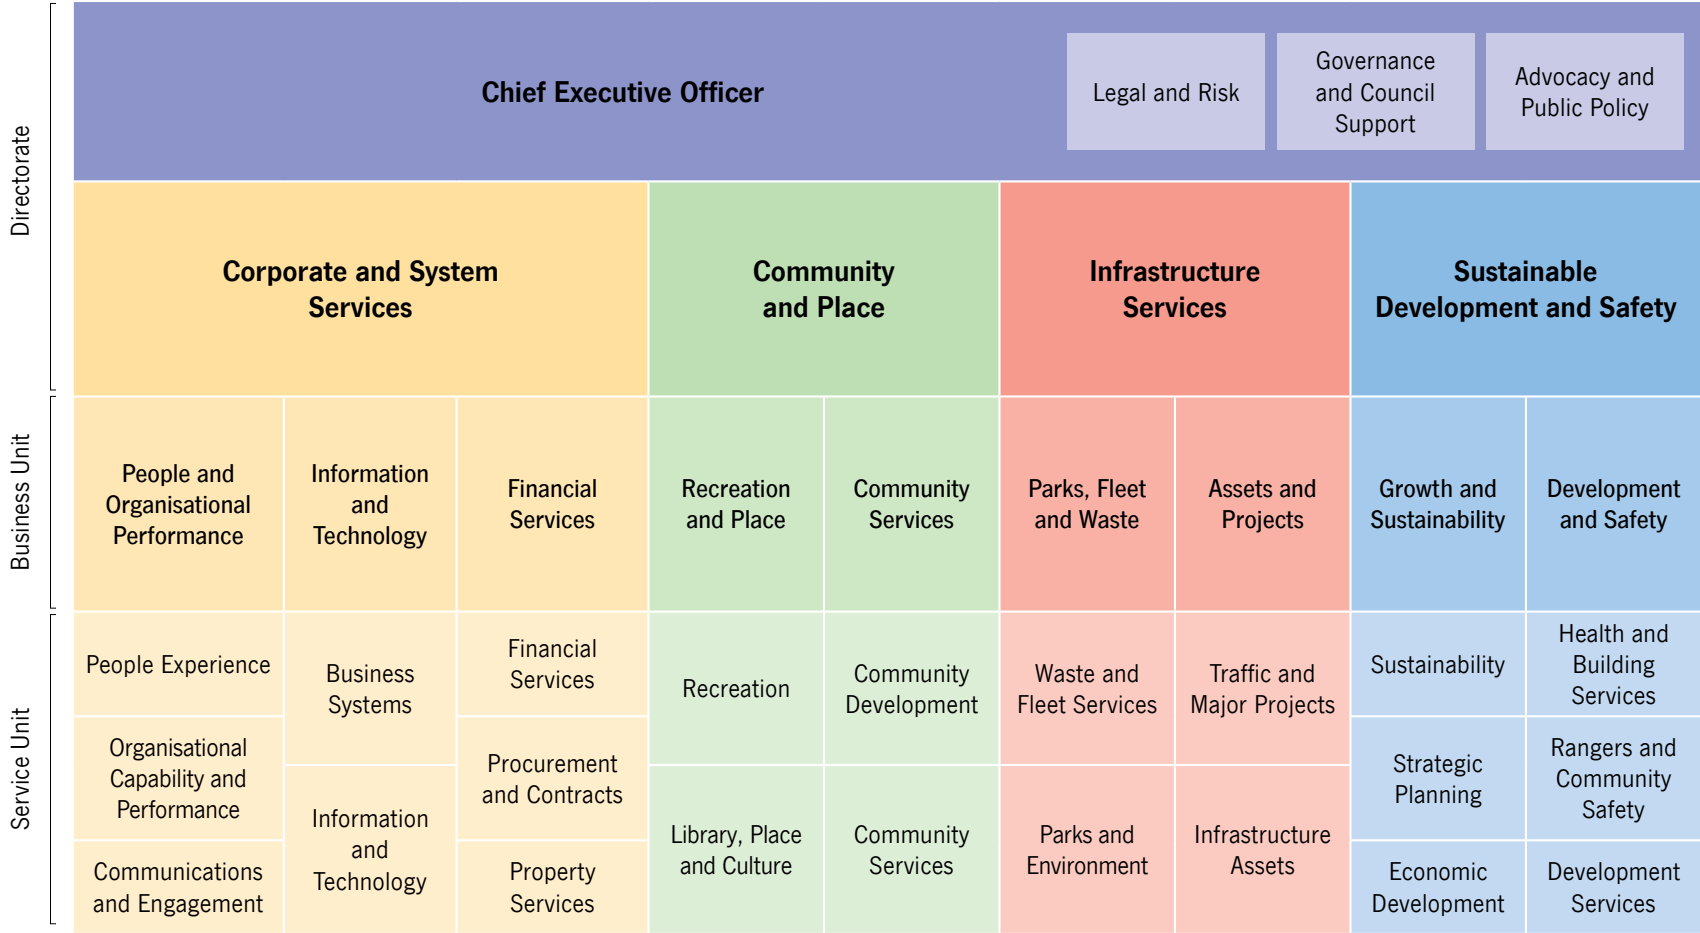 Directorate
Chief Executive Officer
Legal and Risk
Governance
and Council
Support
Advocacy and
Public Policy
Corporate and System
Services
Community
and Place
Infrastructure
Services
Sustainable
Development and Safety
Business Unit
People and
Organisational
Performance
Information
and
Technology
Financial
Services
Recreation
and Place
Community
Services
Parks, Fleet
and Waste
Assets and
Projects
Growth and
Sustainability
Development
and Safety
Service Unit
People Experience
Organisational
Capability and
Performance
Communications
and Engagement
Business
Systems
Information
and
Technology
Financial
Services
Procurement
and Contracts
Property
Services
Recreation
Library, Place
and Culture
Community
Development
Community
Services
Waste and
Fleet Services
Parks and
Environment
Traffic and
Major Projects
Infrastructure
Assets
Sustainability
Strategic
Planning
Economic
Development
Health and
Building
Services
Rangers and
Community
Safety
Development
Services